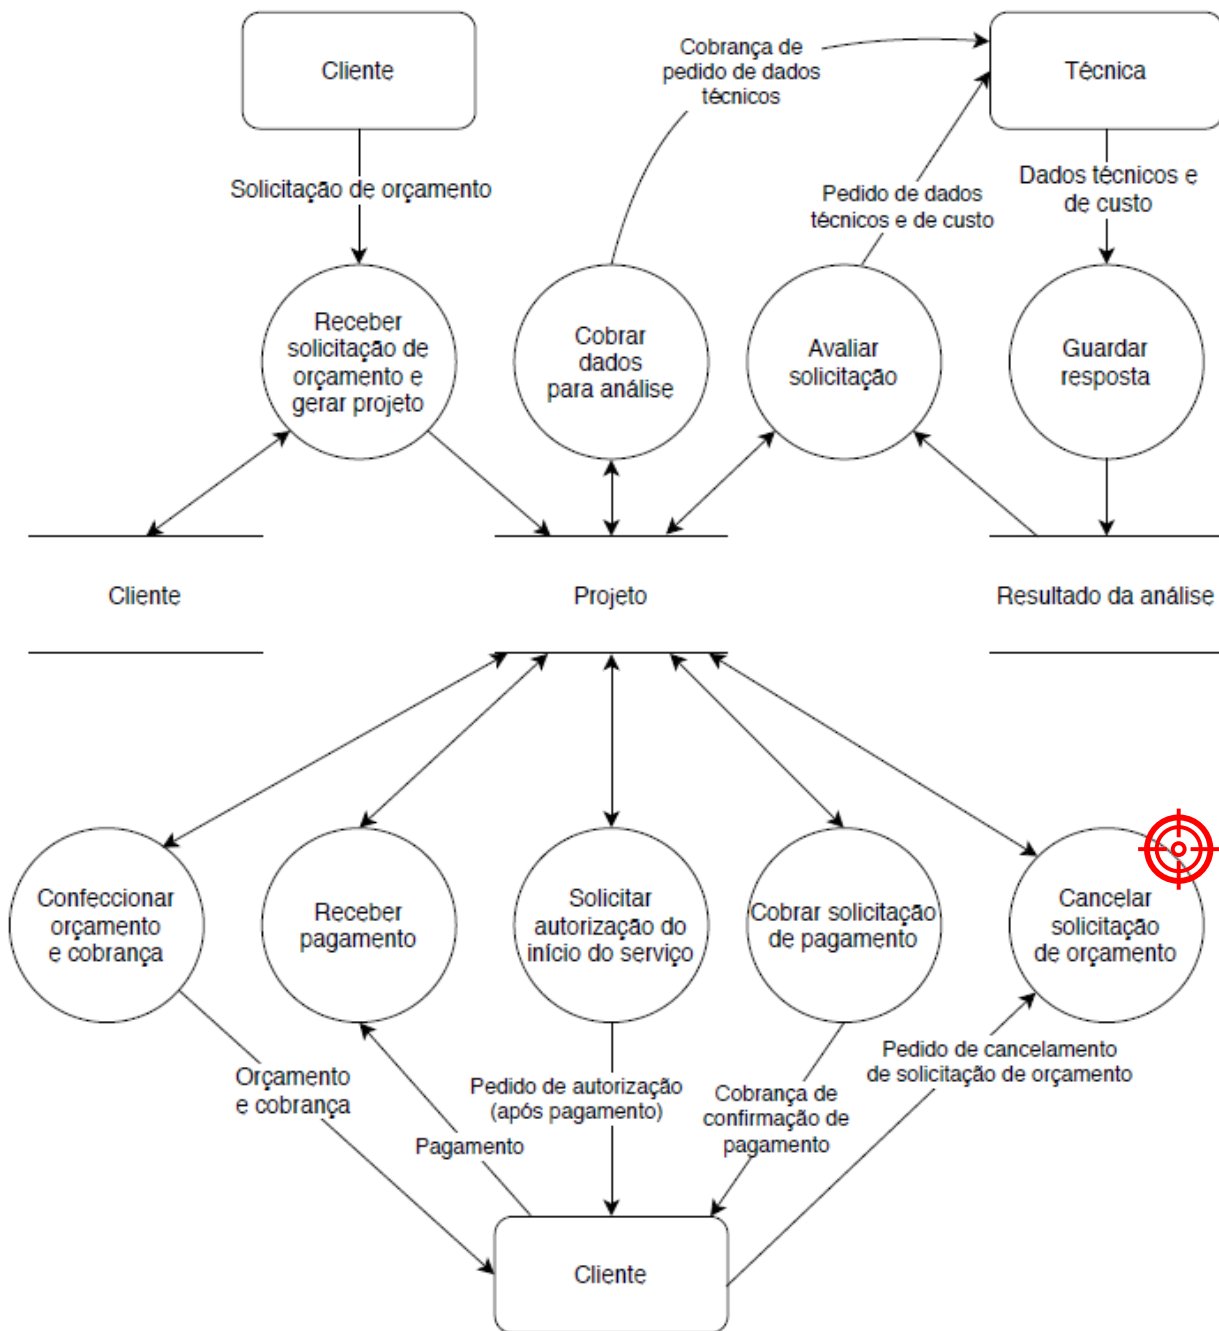 Cliente
Cobrança de
pedido de dados
técnicos
Técnica
Solicitação de orçamento
Pedido de dados
técnicos e de custo
Dados técnicos e
de custo
Receber
solicitação de
orçamento e
gerar projeto
Cobrar
dados
para análise
Avaliar
solicitação
Guardar
resposta
Cliente
Projeto
Resultado da análise
Confeccionar
orçamento
e cobrança
Receber
pagamento
Solicitar
autorização do
início do serviço
Cobrar solicitação
de pagamento
Cancelar
solicitação
de orçamento
Orçamento
e cobrança
Pagamento
Pedido de autorização
(após pagamento)
Cobrança de
confirmação de
pagamento
Pedido de cancelamento
de solicitação de orçamento
Cliente